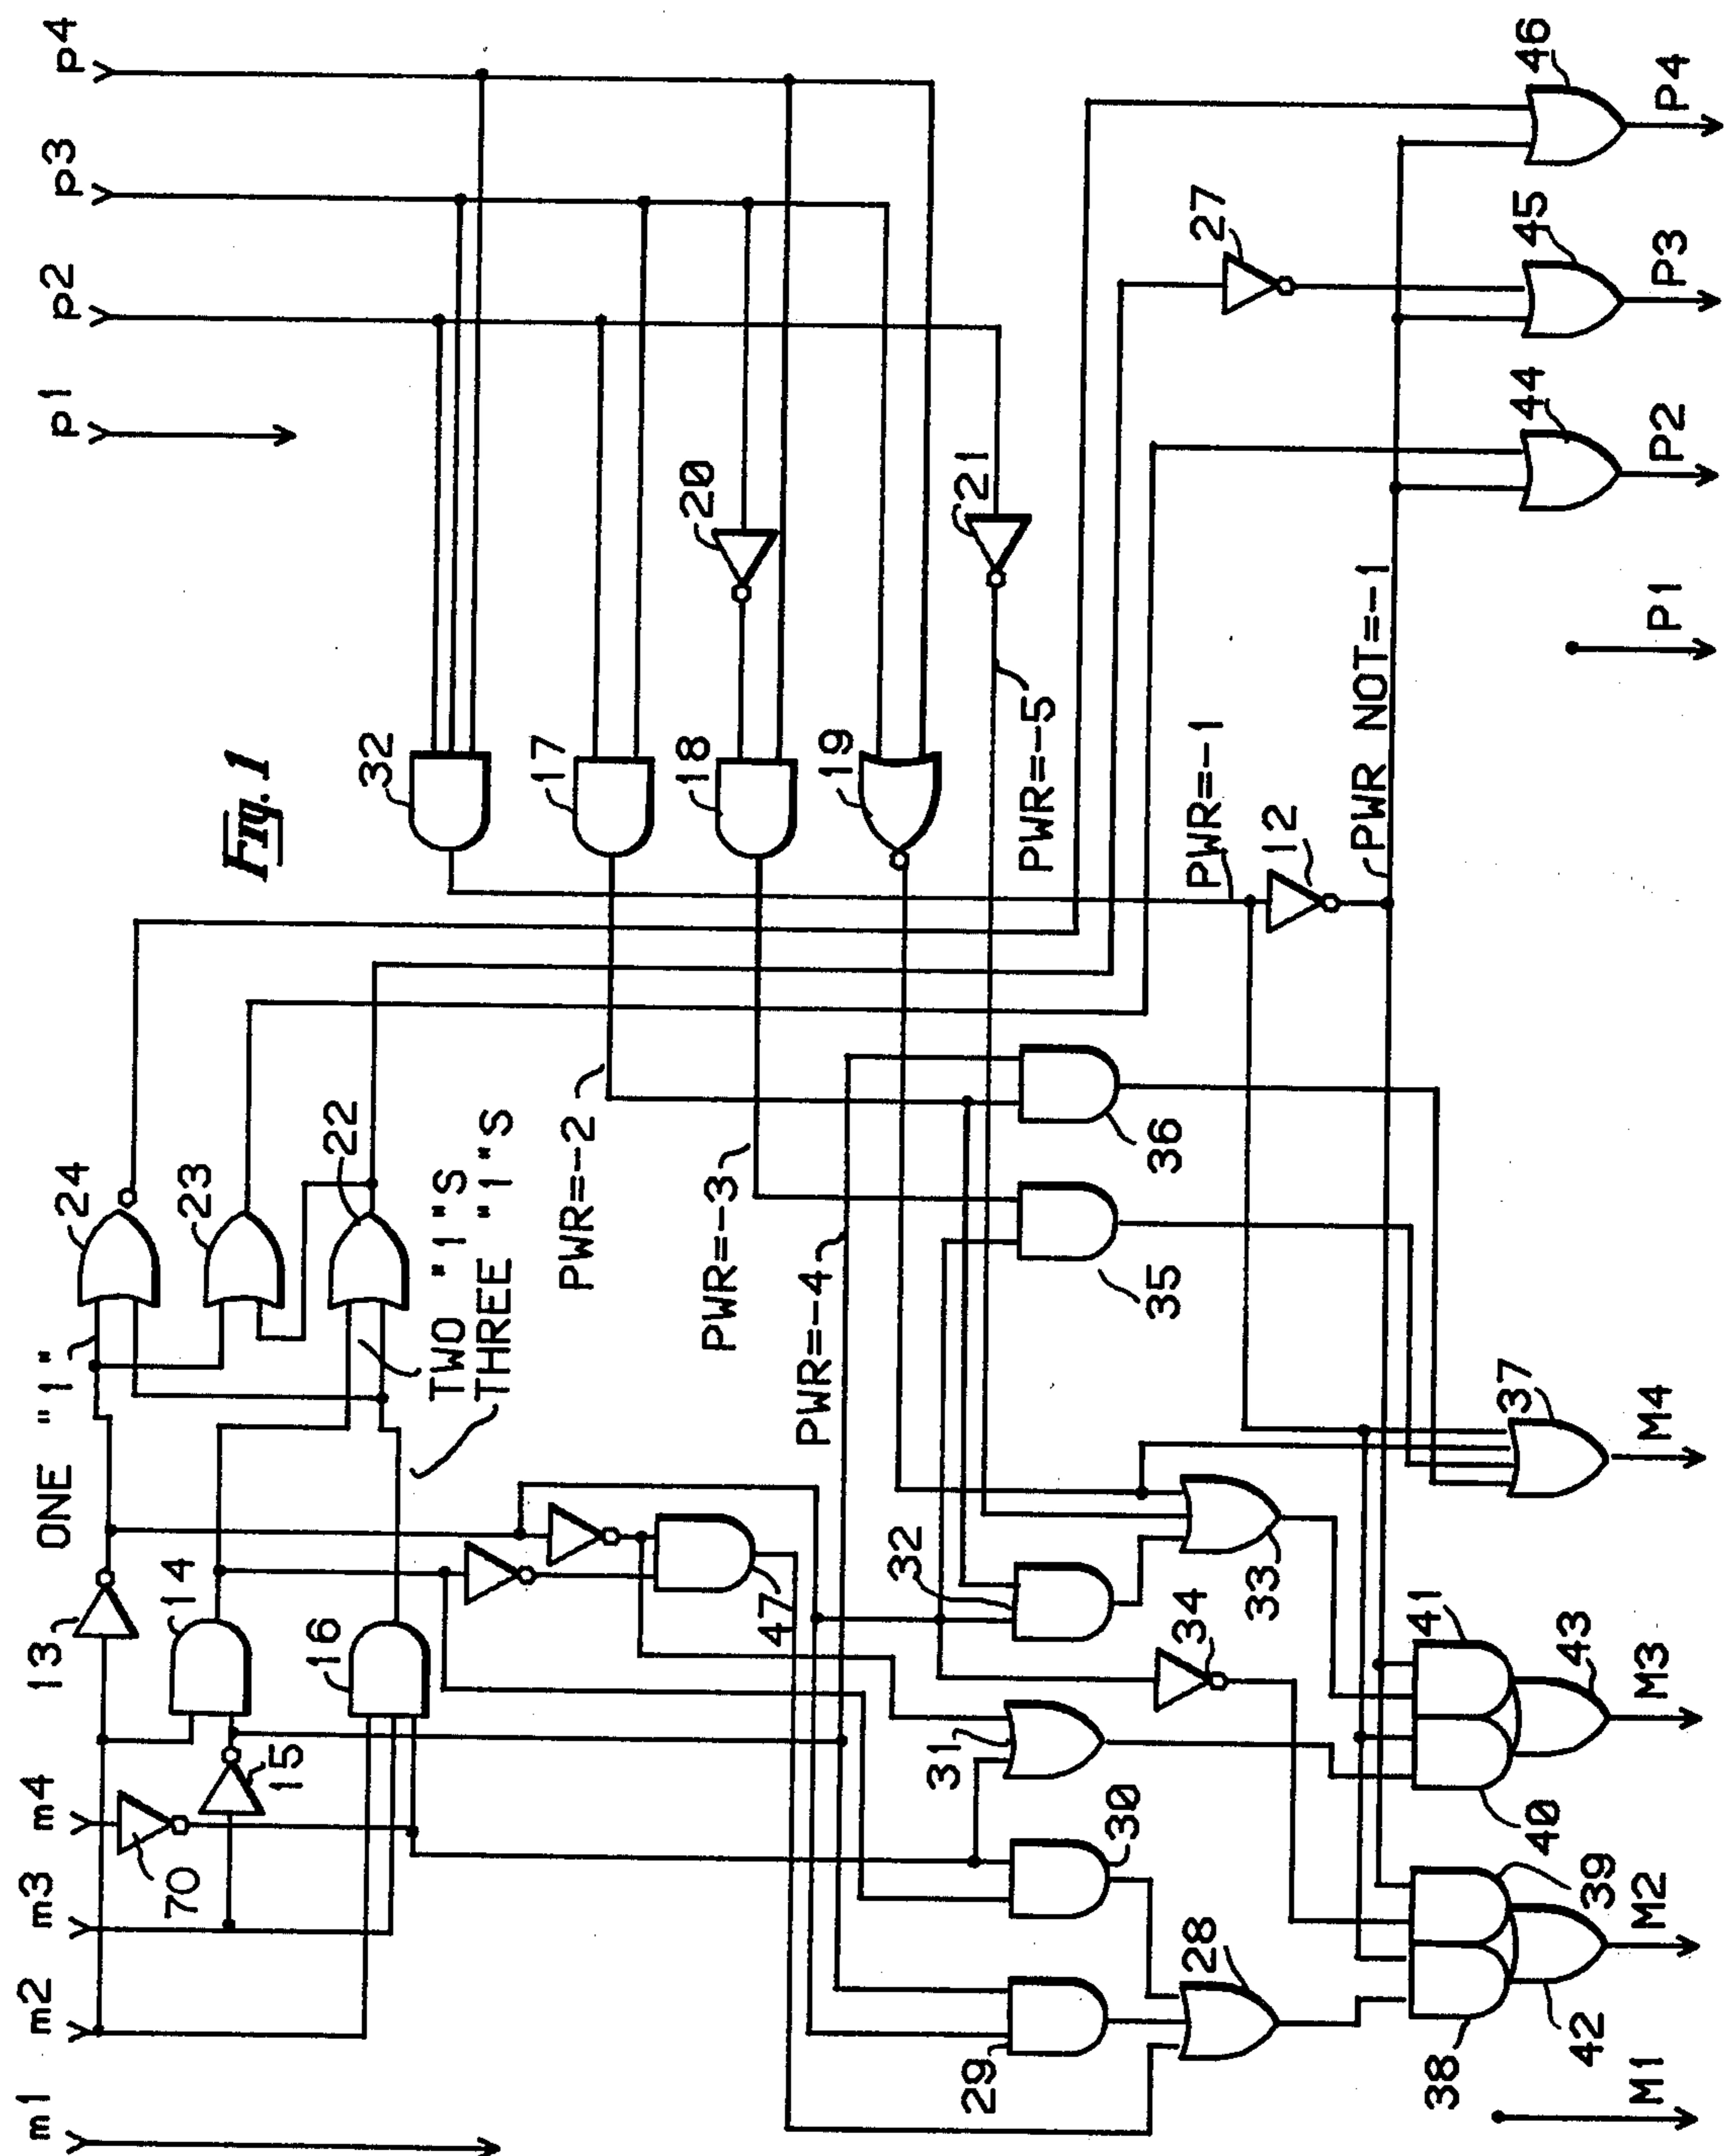 m1
m2
m3
m4
p1
p2
p3
p4
Fig. 1
ONE "1"
13
14
15
16
70
24
23
22
TWO "1"S
THREE "1"S
32
17
18
19
20
21
PWR=-2
PWR=-3
PWR=-4
PWR=-5
PWR=-1
12
PWR NOT=-1
27
47
36
35
32
33
34
31
30
29
28
37
38
39
40
41
42
43
44
45
46
M1
M2
M3
M4
P1
P2
P3
P4